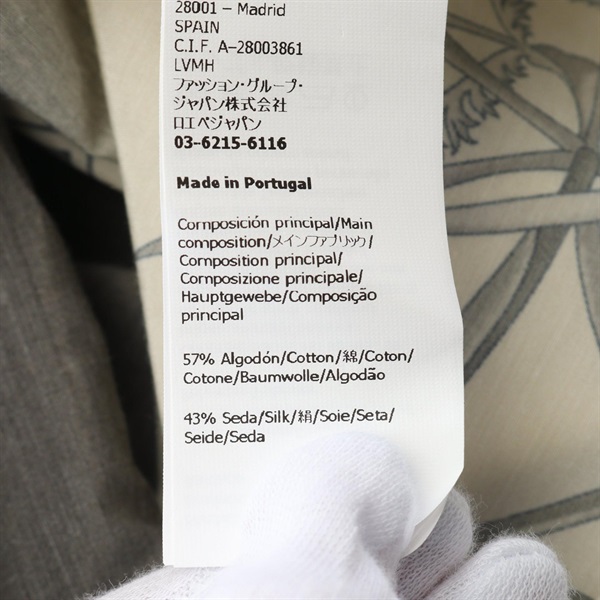 28001 – Madrid
SPAIN
C.I.F. A-28003861
LVMH
ファッション・グループ・
ジャパン株式会社
ロエベジャパン
03-6215-6116
Made in Portugal
Composición principal/Main
composition/メインファブリック/
Composition principal/
Composizione principale/
Hauptgewebe/Composição
principal
57% Algodón/Cotton/綿/Coton/
Cotone/Baumwolle/Algodão
43% Seda/Silk/絹/Soie/Seta/
Seide/Seda